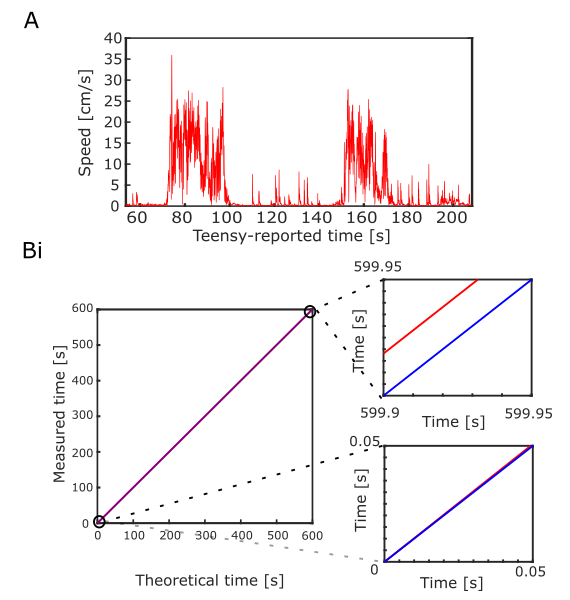 A
40
35
30
25
20
15
10
5
0
Speed [cm/s]
60 80 100 120 140 160 180 200
Teensy-reported time [s]
Bi
600
500
400
300
200
100
0
Measured time [s]
0 100 200 300 400 500 600
Theoretical time [s]
599.95
Time [s]
599.9 599.95
Time [s]
0.05
Time [s]
0 0.05
Time [s]